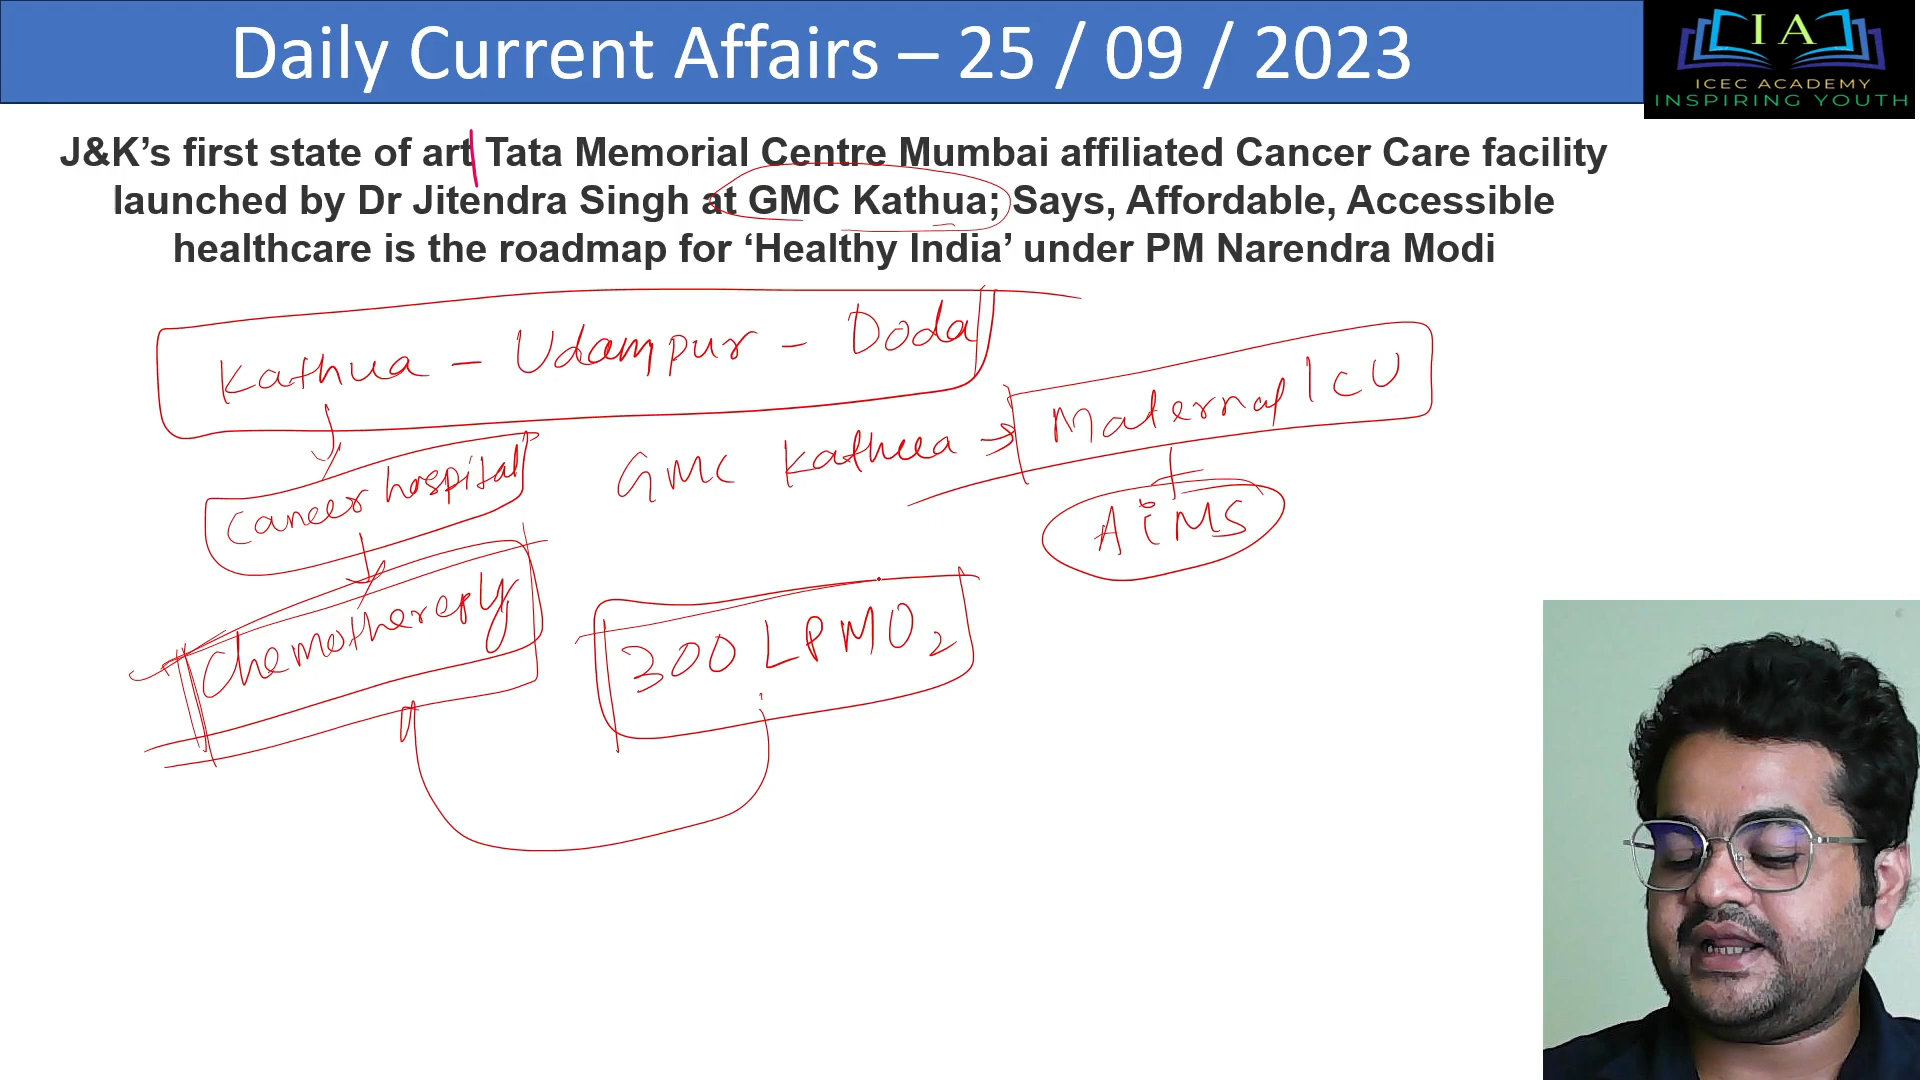 Daily Current Affairs – 25 / 09 / 2023
IA
ICEC ACADEMY
INSPIRING YOUTH
J&K’s first state of art Tata Memorial Centre Mumbai affiliated Cancer Care facility
launched by Dr Jitendra Singh at GMC Kathua; Says, Affordable, Accessible
healthcare is the roadmap for ‘Healthy India’ under PM Narendra Modi
Kathua – Udampur – Doda
GMC Kathua → Maternal ICU
Cancer hospital
AiMS
Chemotherepy
300 LPM O2